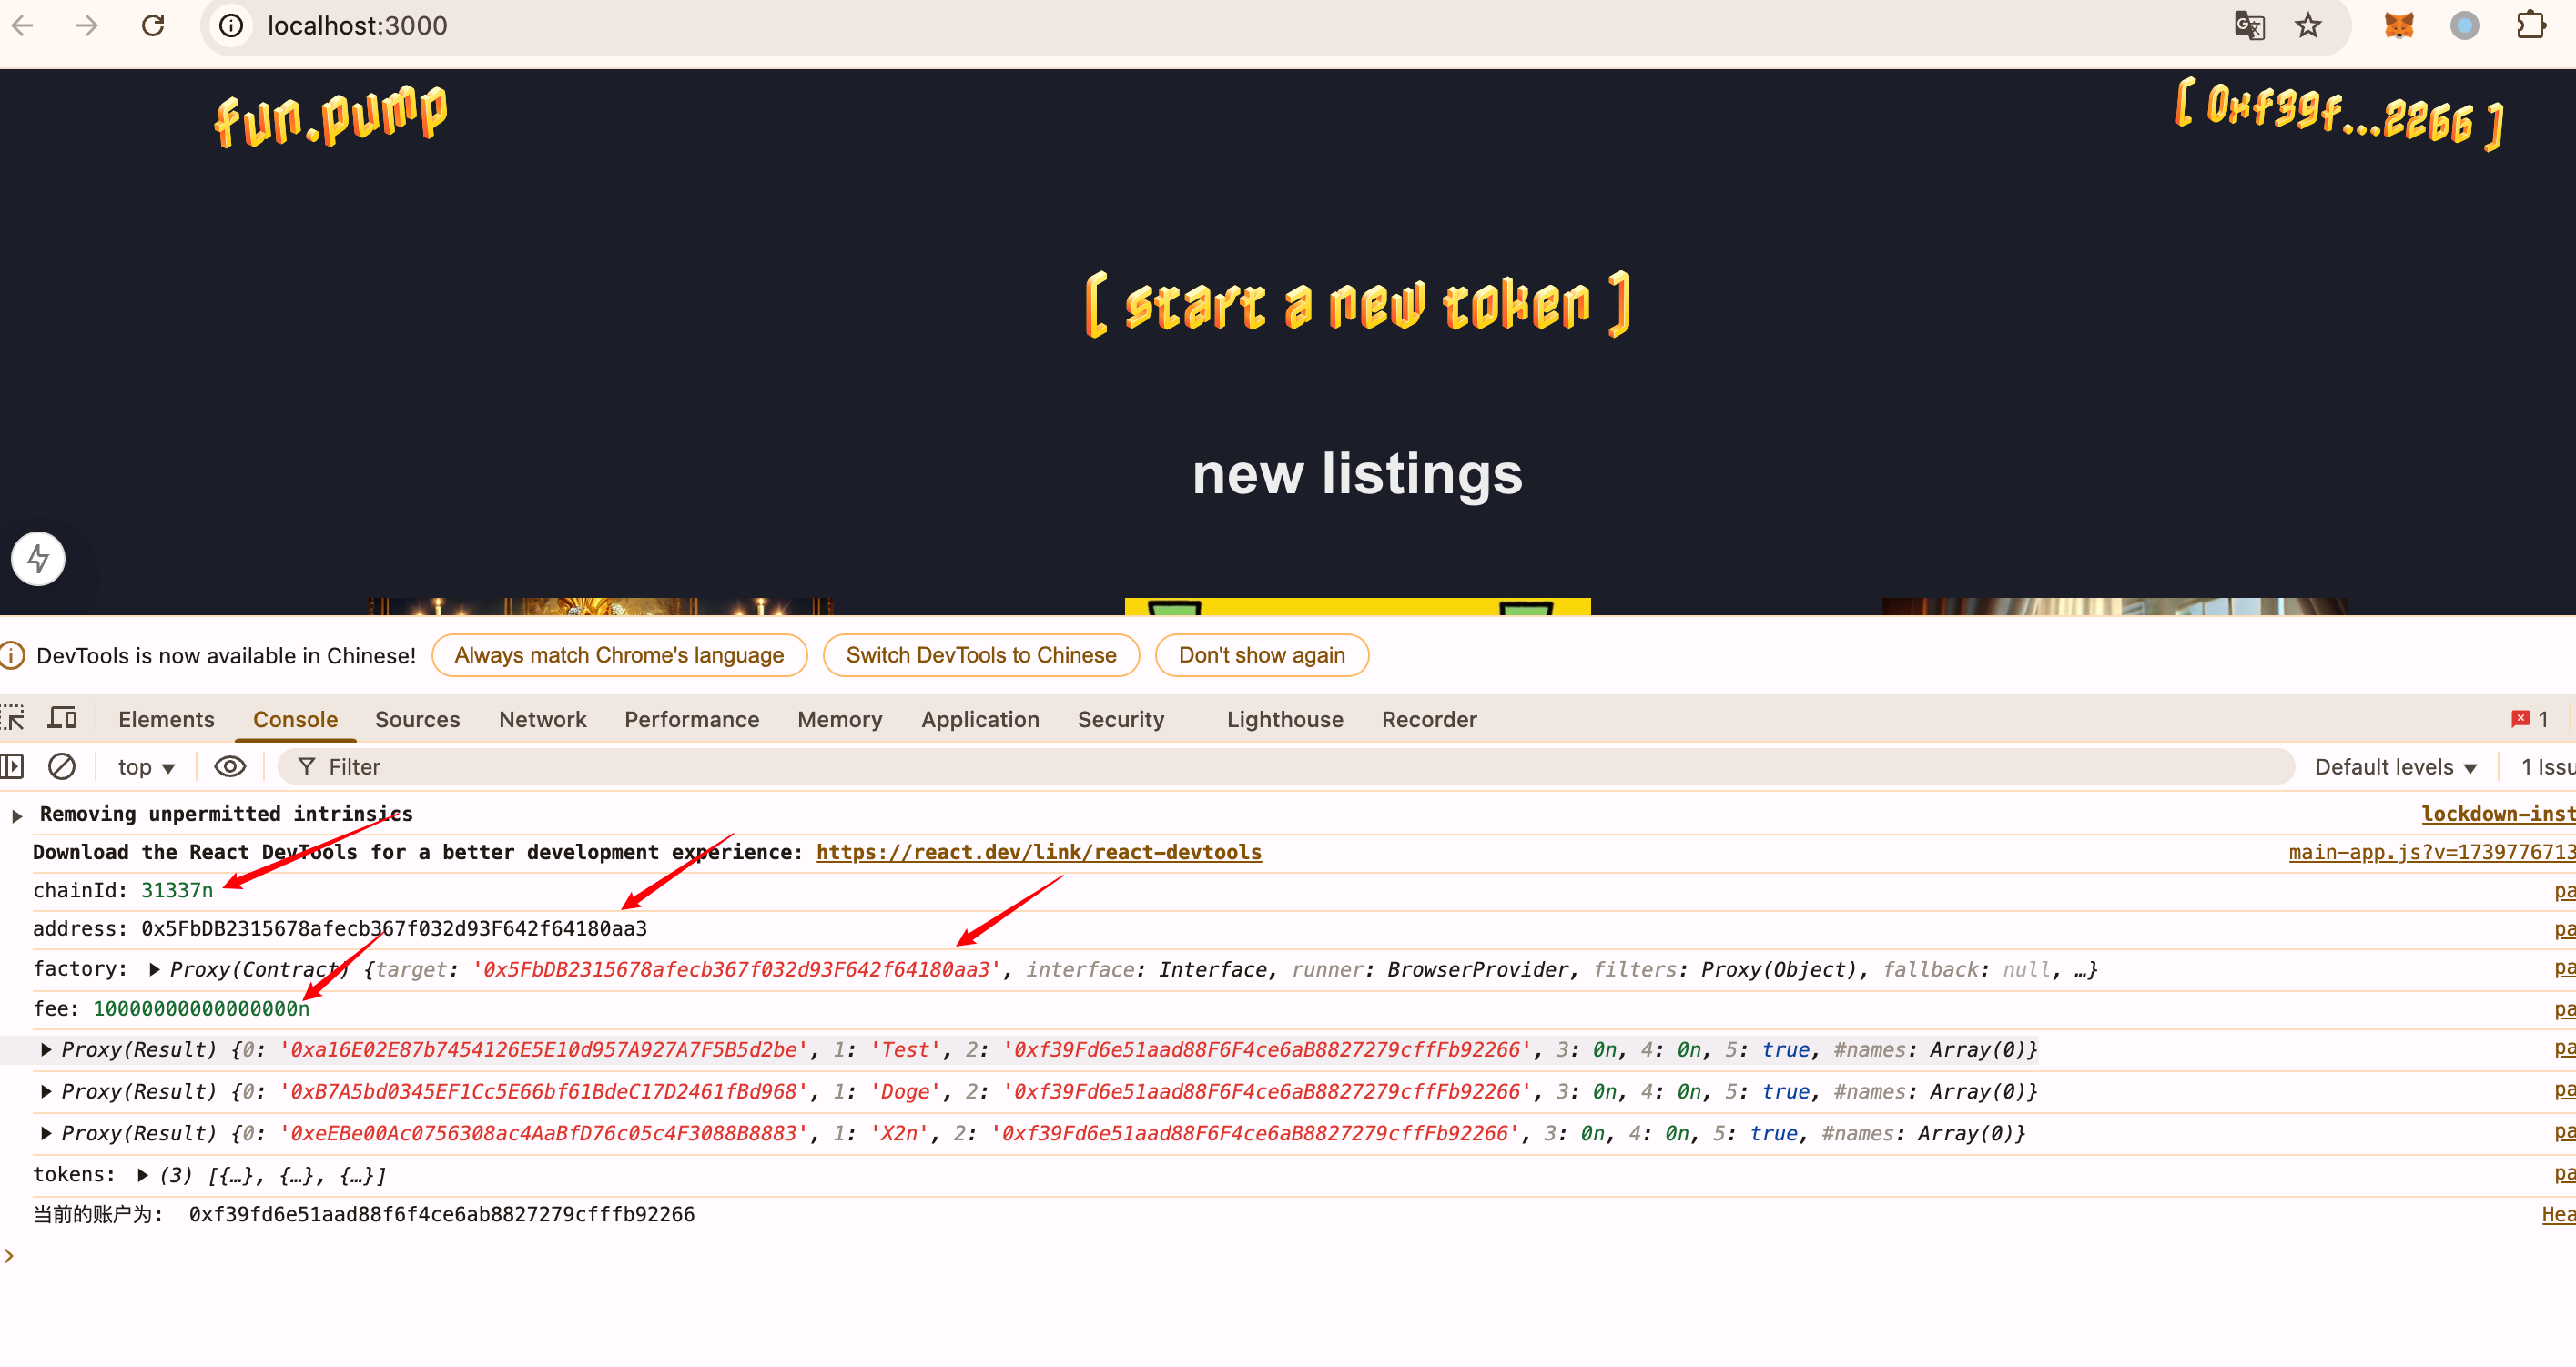 localhost:3000
fun.pump
[ 0xf39f...2266 ]
[ start a new token ]
new listings
DevTools is now available in Chinese! Always match Chrome's language Switch DevTools to Chinese Don't show again
Elements Console Sources Network Performance Memory Application Security Lighthouse Recorder 1
top Filter Default levels 1 Issu
Removing unpermitted intrinsics lockdown-inst
Download the React DevTools for a better development experience: https://react.dev/link/react-devtools main-app.js?v=1739776713
chainId: 31337n pa
address: 0x5FbDB2315678afecb367f032d93F642f64180aa3 pa
factory: Proxy(Contract) {target: '0x5FbDB2315678afecb367f032d93F642f64180aa3', interface: Interface, runner: BrowserProvider, filters: Proxy(Object), fallback: null, …} pa
fee: 10000000000000000n pa
Proxy(Result) {0: '0xa16E02E87b7454126E5E10d957A927A7F5B5d2be', 1: 'Test', 2: '0xf39Fd6e51aad88F6F4ce6aB8827279cffFb92266', 3: 0n, 4: 0n, 5: true, #names: Array(0)} pa
Proxy(Result) {0: '0xB7A5bd0345EF1Cc5E66bf61BdeC17D2461fBd968', 1: 'Doge', 2: '0xf39Fd6e51aad88F6F4ce6aB8827279cffFb92266', 3: 0n, 4: 0n, 5: true, #names: Array(0)} pa
Proxy(Result) {0: '0xeEBe00Ac0756308ac4AaBfD76c05c4F3088B8883', 1: 'X2n', 2: '0xf39Fd6e51aad88F6F4ce6aB8827279cffFb92266', 3: 0n, 4: 0n, 5: true, #names: Array(0)} pa
tokens: (3) [{…}, {…}, {…}] pa
当前的账户为: 0xf39fd6e51aad88f6f4ce6ab8827279cfffb92266 Hea